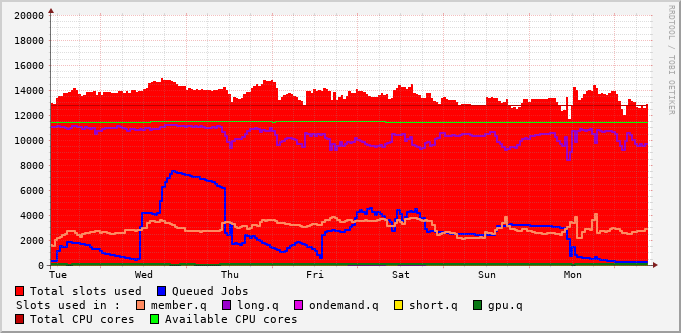 20000
18000
16000
14000
12000
10000
8000
6000
4000
2000
0
Tue Wed Thu Fri Sat Sun Mon
RRDTOOL / TOBI OETIKER
Total slots used Queued Jobs
Slots used in : member.q long.q ondemand.q short.q gpu.q
Total CPU cores Available CPU cores